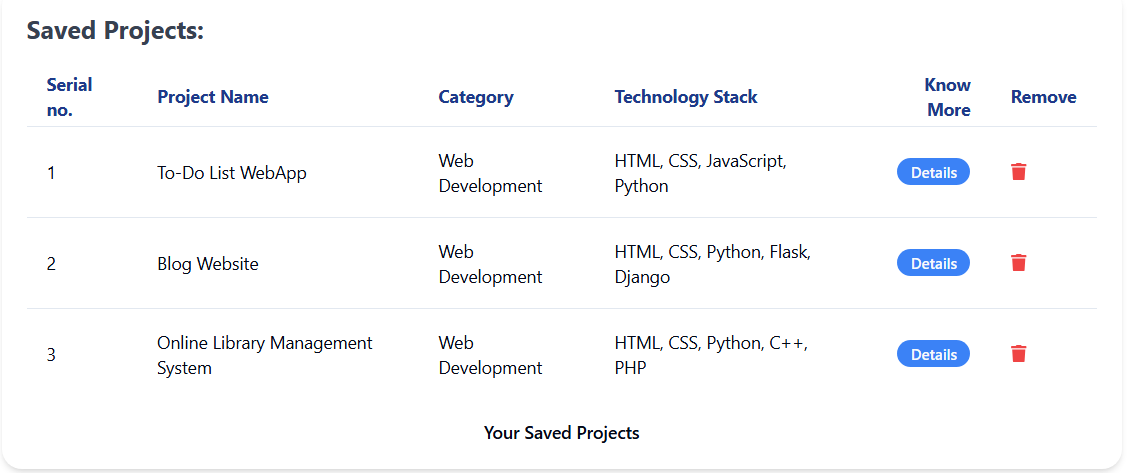 Saved Projects:
Serial no. Project Name Category Technology Stack Know More Remove
1 To-Do List WebApp Web Development HTML, CSS, JavaScript, Python Details
2 Blog Website Web Development HTML, CSS, Python, Flask, Django Details
3 Online Library Management System Web Development HTML, CSS, Python, C++, PHP Details
Your Saved Projects